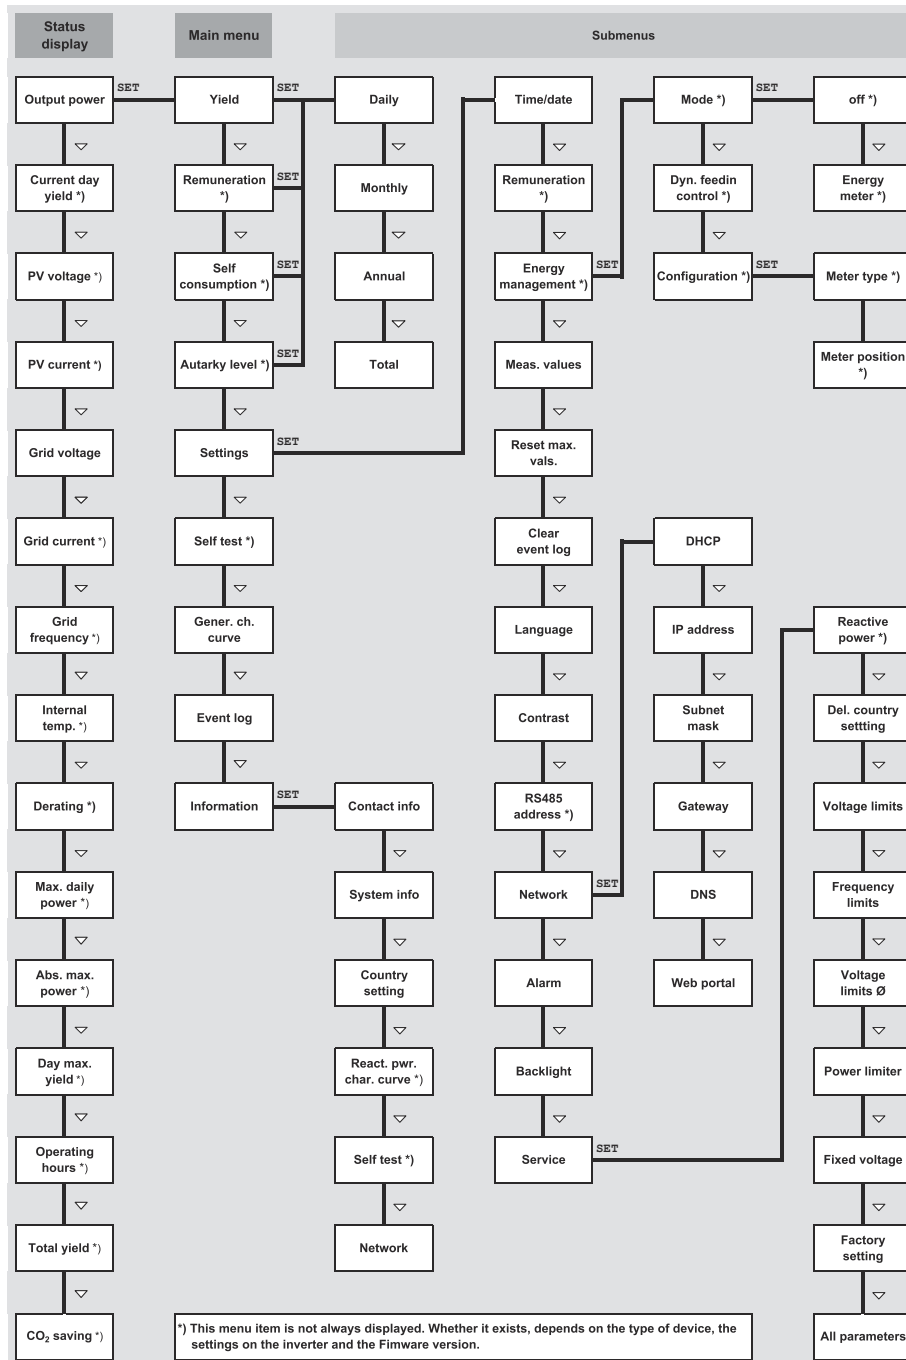 Status
display
Main menu
Submenus
Output power
SET
Yield
SET
Daily
Time/date
Mode *)
SET
off *)
Current day
yield *)
Remuneration
*)
SET
Monthly
Remuneration
*)
Dyn. feedin
control *)
Energy
meter *)
PV voltage *)
Self
consumption *)
SET
Annual
Energy
management *)
SET
Configuration *)
SET
Meter type *)
PV current *)
Autarky level *)
SET
Total
Meas. values
Meter position
*)
Grid voltage
Settings
SET
Reset max.
vals.
Grid current *)
Self test *)
Clear
event log
DHCP
Grid
frequency *)
Gener. ch.
curve
Language
IP address
Reactive
power *)
Internal
temp. *)
Event log
Contrast
Subnet
mask
Del. country
settting
Derating *)
Information
SET
Contact info
RS485
address *)
Gateway
Voltage limits
Max. daily
power *)
System info
Network
SET
DNS
Frequency
limits
Abs. max.
power *)
Country
setting
Alarm
Web portal
Voltage
limits Ø
Day max.
yield *)
React. pwr.
char. curve *)
Backlight
Power limiter
Operating
hours *)
Self test *)
Service
SET
Fixed voltage
Total yield *)
Network
Factory
setting
CO2 saving *)
*) This menu item is not always displayed. Whether it exists, depends on the type of device, the
settings on the inverter and the Fimware version.
All parameters